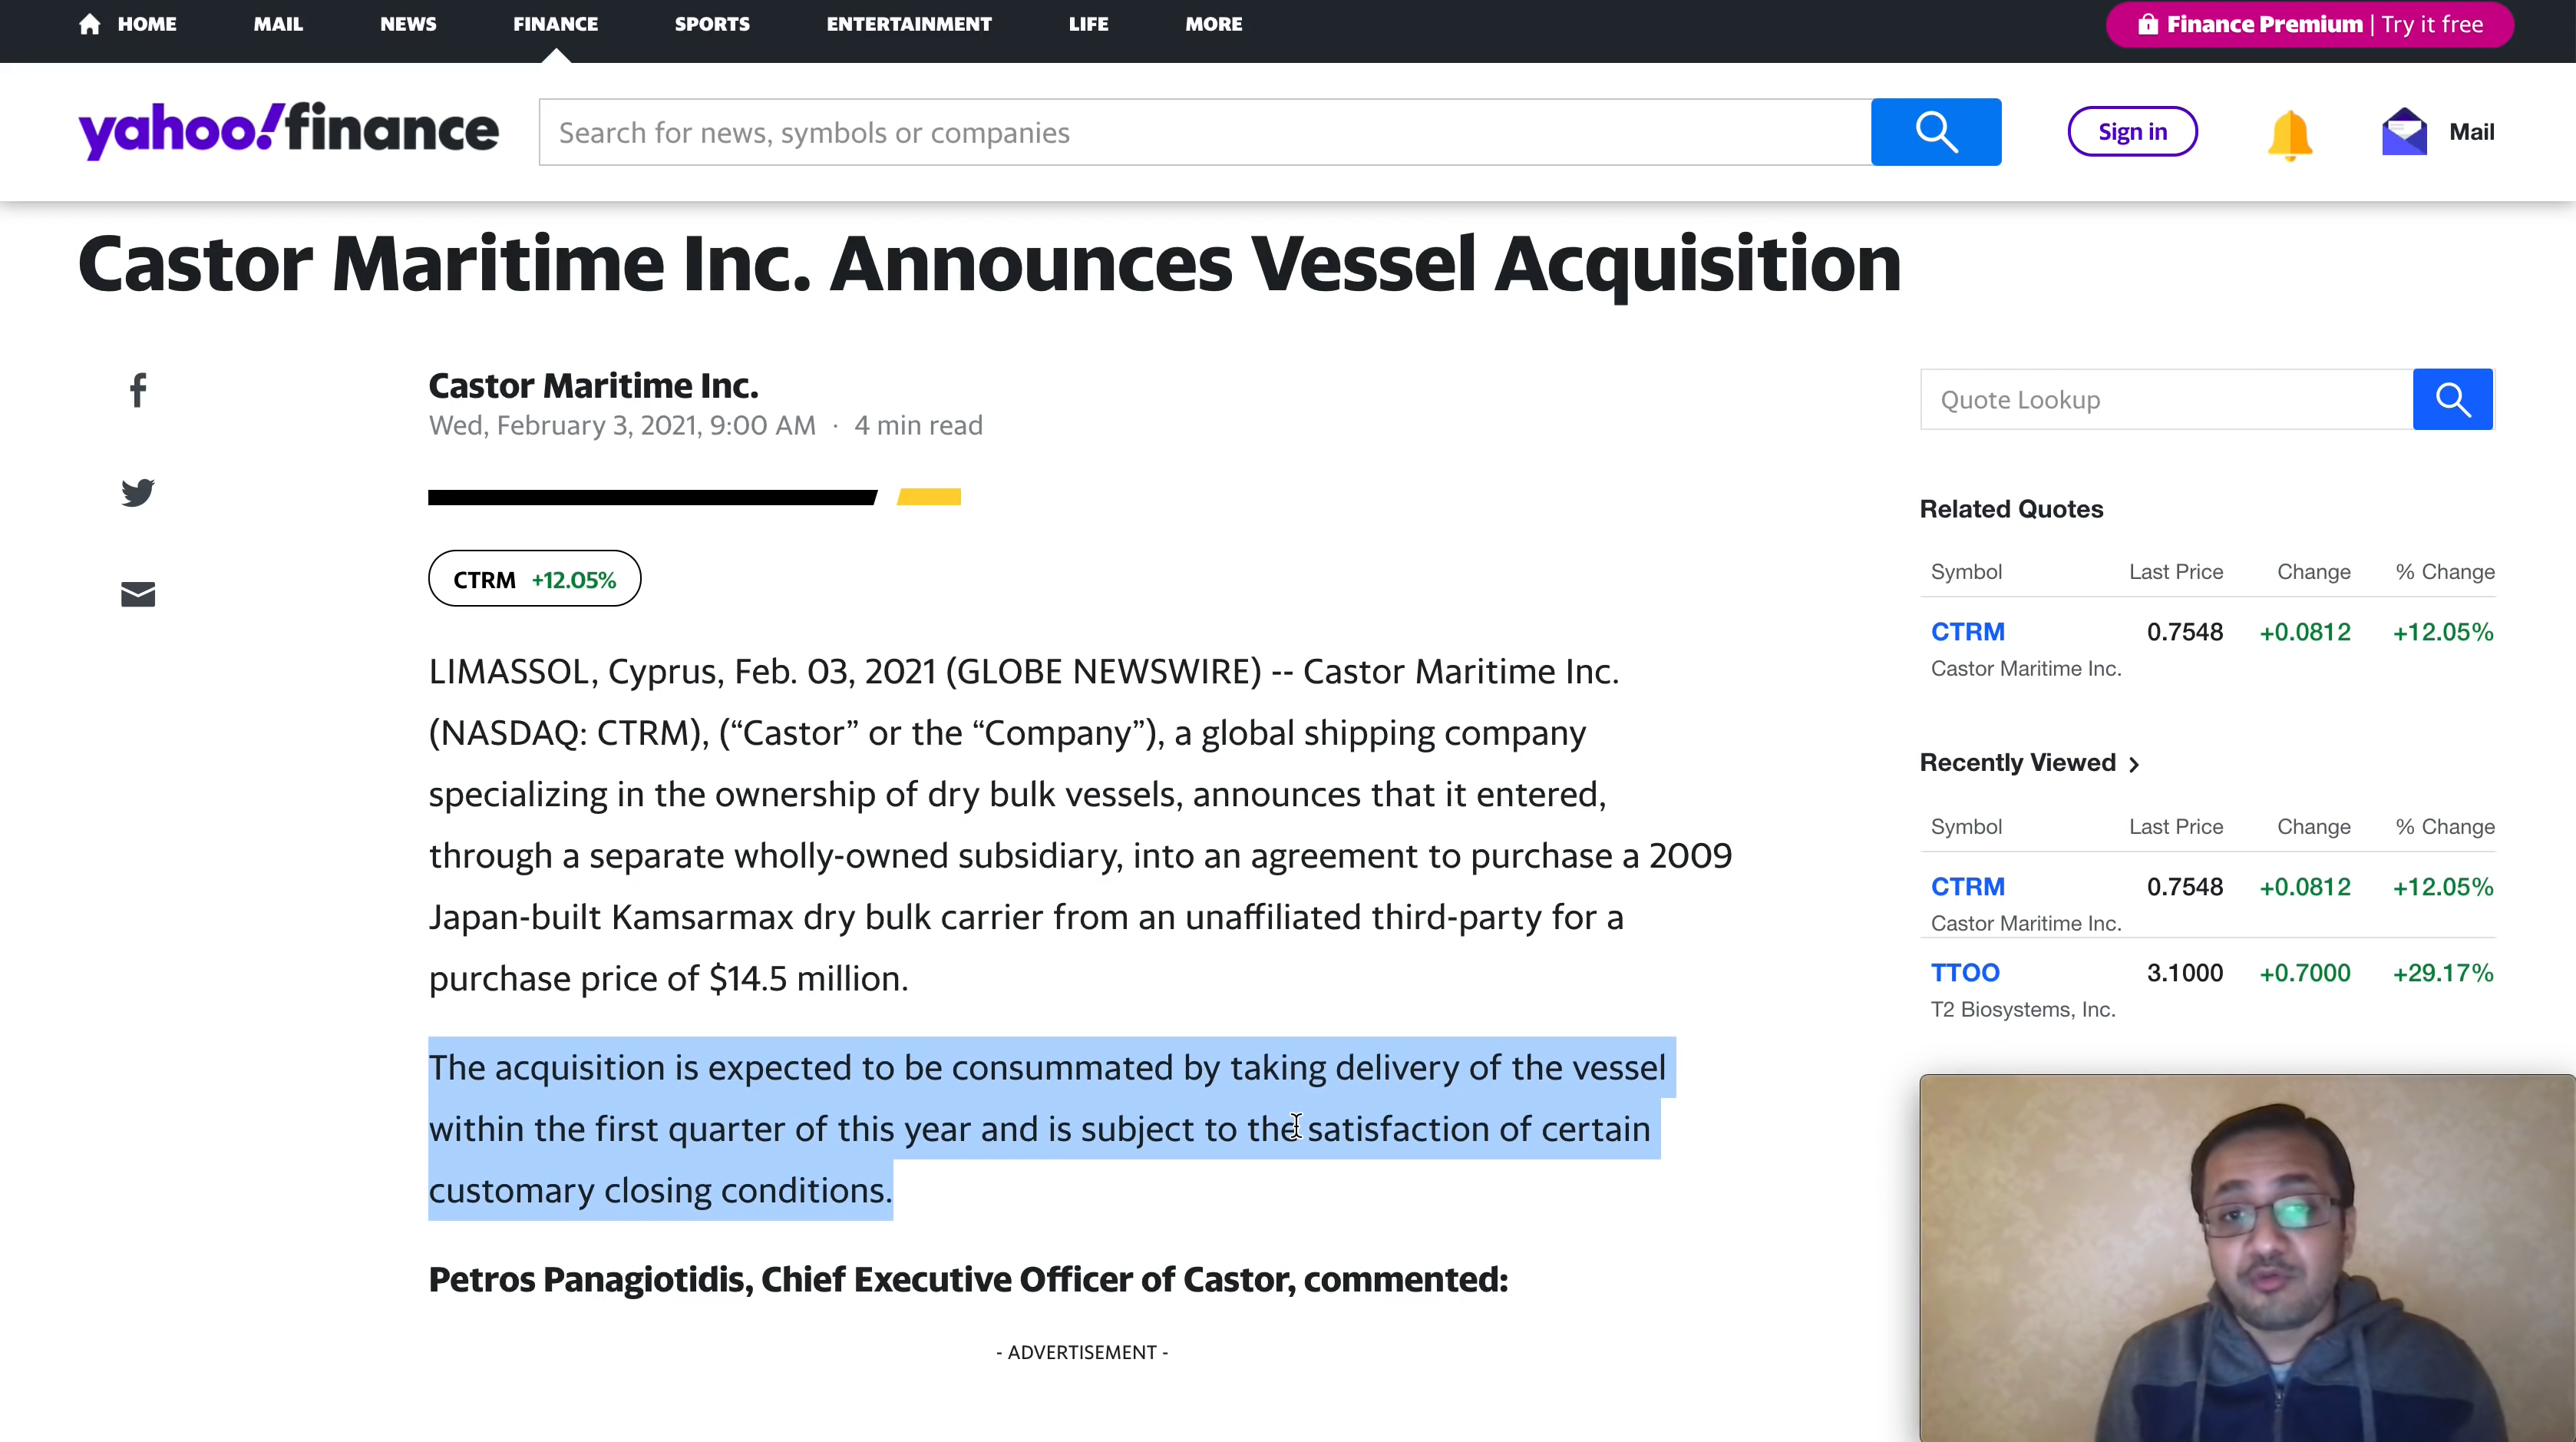 HOME MAIL NEWS FINANCE SPORTS ENTERTAINMENT LIFE MORE Finance Premium | Try it free
yahoo!finance Search for news, symbols or companies Sign in Mail
Castor Maritime Inc. Announces Vessel Acquisition
Castor Maritime Inc.
Wed, February 3, 2021, 9:00 AM · 4 min read
CTRM +12.05%
LIMASSOL, Cyprus, Feb. 03, 2021 (GLOBE NEWSWIRE) -- Castor Maritime Inc.
(NASDAQ: CTRM), (“Castor” or the “Company”), a global shipping company
specializing in the ownership of dry bulk vessels, announces that it entered,
through a separate wholly-owned subsidiary, into an agreement to purchase a 2009
Japan-built Kamsarmax dry bulk carrier from an unaffiliated third-party for a
purchase price of $14.5 million.
The acquisition is expected to be consummated by taking delivery of the vessel
within the first quarter of this year and is subject to the satisfaction of certain
customary closing conditions.
Petros Panagiotidis, Chief Executive Officer of Castor, commented:
- ADVERTISEMENT -
Quote Lookup
Related Quotes
Symbol Last Price Change % Change
CTRM 0.7548 +0.0812 +12.05%
Castor Maritime Inc.
Recently Viewed
Symbol Last Price Change % Change
CTRM 0.7548 +0.0812 +12.05%
Castor Maritime Inc.
TTOO 3.1000 +0.7000 +29.17%
T2 Biosystems, Inc.